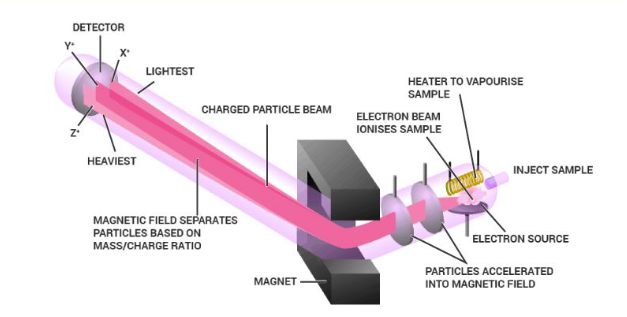 DETECTOR
Y+
X+
LIGHTEST
HEATER TO VAPOURISE
SAMPLE
CHARGED PARTICLE BEAM
ELECTRON BEAM
IONISES SAMPLE
Z+
HEAVIEST
INJECT SAMPLE
MAGNETIC FIELD SEPARATES
PARTICLES BASED ON
MASS/CHARGE RATIO
ELECTRON SOURCE
MAGNET
PARTICLES ACCELERATED
INTO MAGNETIC FIELD